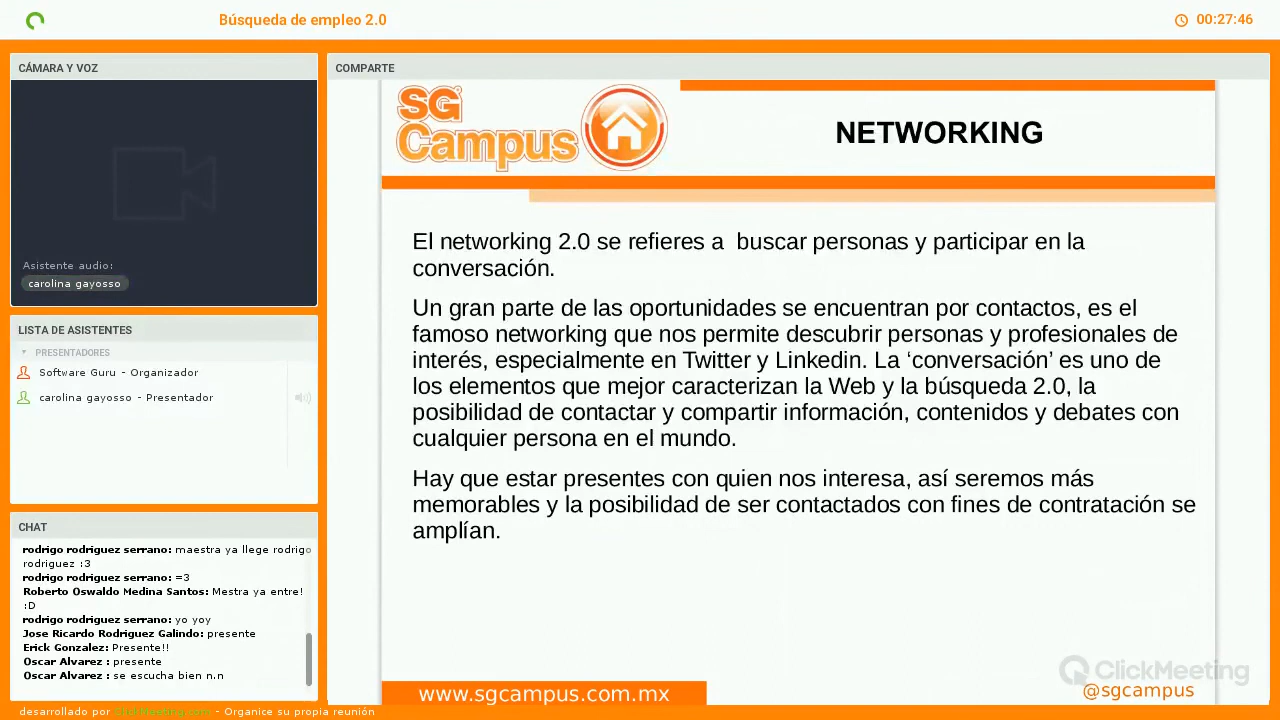 Búsqueda de empleo 2.0
00:27:46
CÁMARA Y VOZ
Asistente audio:
carolina gayosso
LISTA DE ASISTENTES
PRESENTADORES
Software Guru - Organizador
carolina gayosso - Presentador
CHAT
rodrigo rodriguez serrano: maestra ya llege rodrigo
rodriguez :3
rodrigo rodriguez serrano: =3
Roberto Oswaldo Medina Santos: Mestra ya entre!
:D
rodrigo rodriguez serrano: yo yoy
Jose Ricardo Rodriguez Galindo: presente
Erick Gonzalez: Presente!!
Oscar Alvarez : presente
Oscar Alvarez : se escucha bien n.n
desarrollado por ClickMeeting.com - Organice su propia reunión
COMPARTE
SG
Campus
NETWORKING
El networking 2.0 se refieres a  buscar personas y participar en la
conversación.
Un gran parte de las oportunidades se encuentran por contactos, es el
famoso networking que nos permite descubrir personas y profesionales de
interés, especialmente en Twitter y Linkedin. La ‘conversación’ es uno de
los elementos que mejor caracterizan la Web y la búsqueda 2.0, la
posibilidad de contactar y compartir información, contenidos y debates con
cualquier persona en el mundo.
Hay que estar presentes con quien nos interesa, así seremos más
memorables y la posibilidad de ser contactados con fines de contratación se
amplían.
ClickMeeting
www.sgcampus.com.mx
@sgcampus